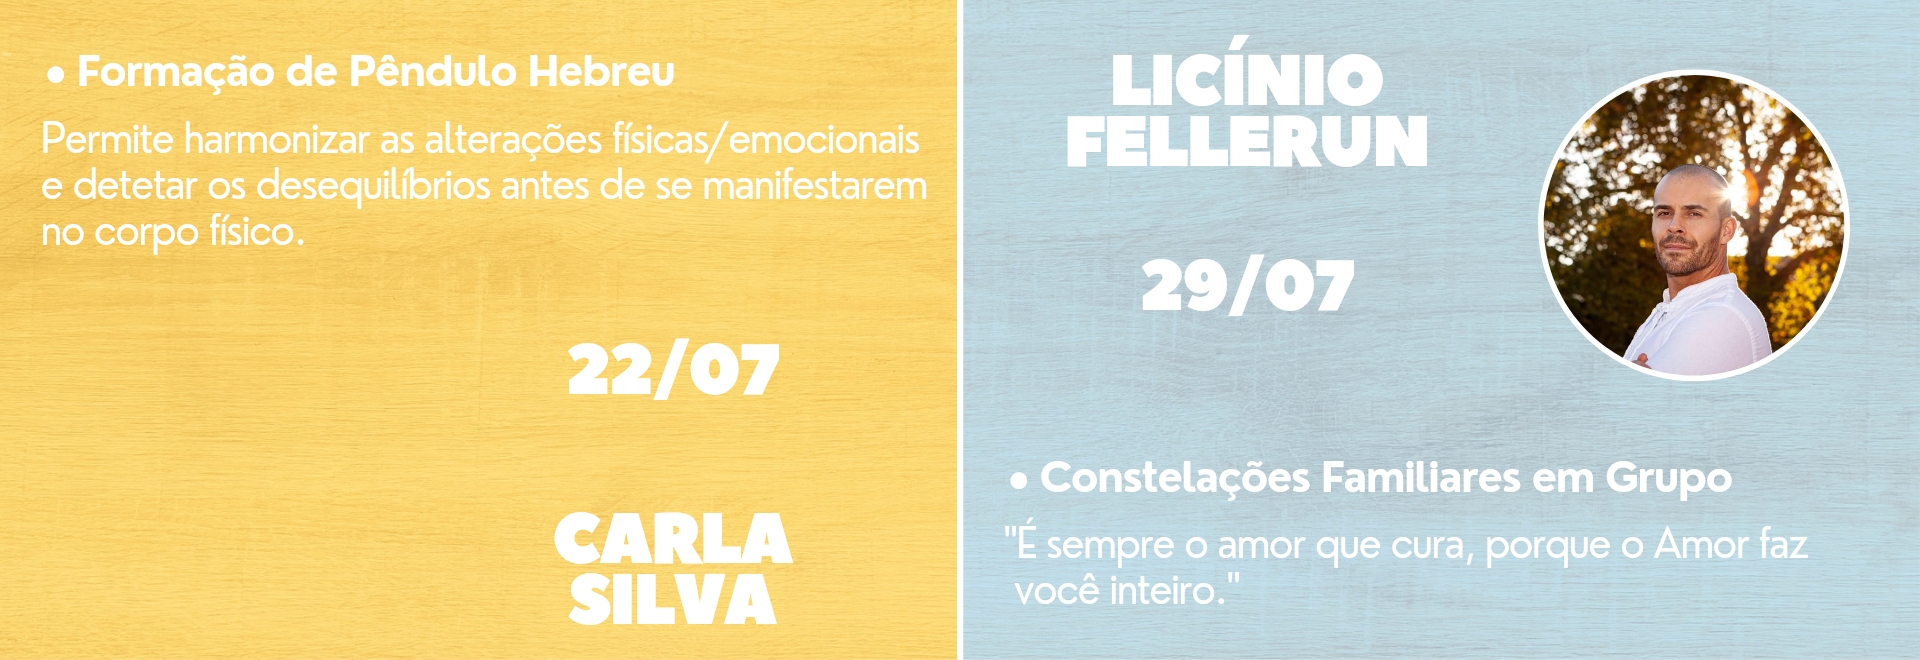 • Formação de Pêndulo Hebreu
Permite harmonizar as alterações físicas/emocionais
e detetar os desequilíbrios antes de se manifestarem
no corpo físico.
22/07
CARLA
SILVA
LICÍNIO
FELLERUN
29/07
• Constelações Familiares em Grupo
"É sempre o amor que cura, porque o Amor faz
você inteiro."